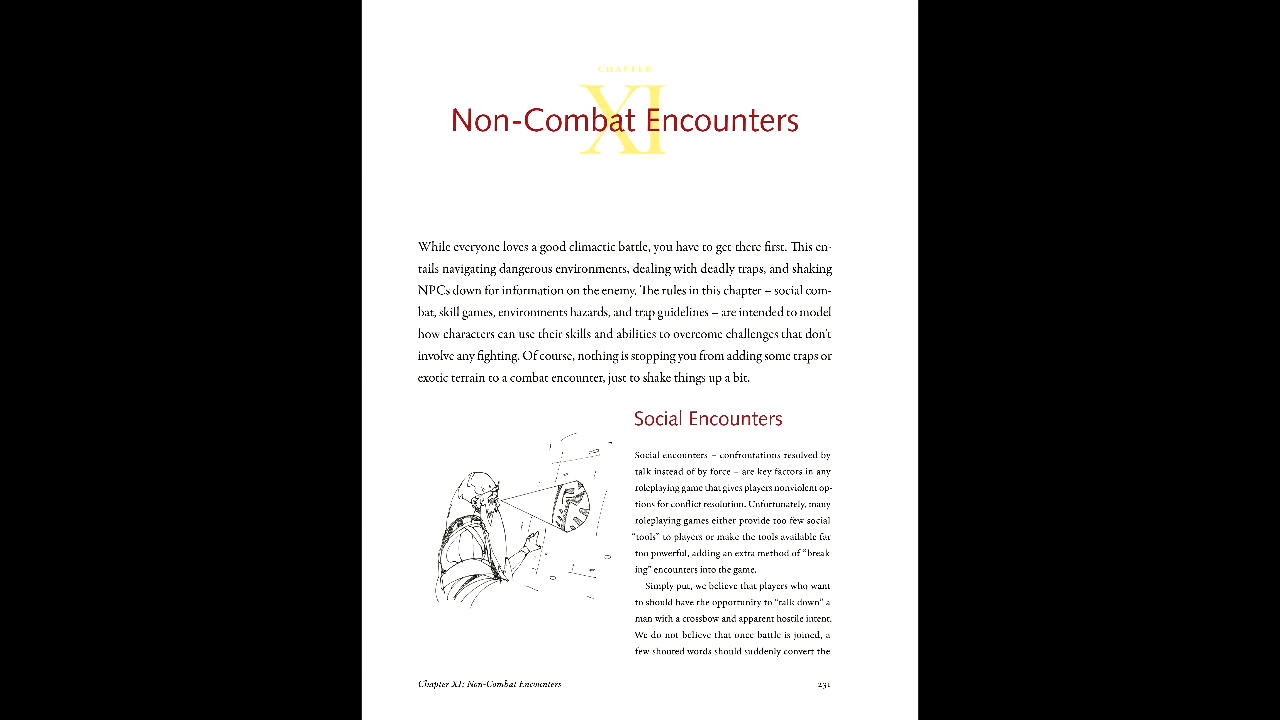 CHAPTER
XI
Non-Combat Encounters
While everyone loves a good climactic battle, you have to get there first. This en-
tails navigating dangerous environments, dealing with deadly traps, and shaking
NPCs down for information on the enemy. The rules in this chapter – social com-
bat, skill games, environments hazards, and trap guidelines – are intended to model
how characters can use their skills and abilities to overcome challenges that don't
involve any fighting. Of course, nothing is stopping you from adding some traps or
exotic terrain to a combat encounter, just to shake things up a bit.
Social Encounters
Social encounters – confrontations resolved by
talk instead of by force – are key factors in any
roleplaying game that gives players nonviolent op-
tions for conflict resolution. Unfortunately, many
roleplaying games either provide too few social
“tools” to players or make the tools available far
too powerful, adding an extra method of “break
ing” encounters into the game.
Simply put, we believe that players who want
to should have the opportunity to “talk down” a
man with a crossbow and apparent hostile intent.
We do not believe that once battle is joined, a
few shouted words should suddenly convert the
Chapter XI: Non-Combat Encounters
231